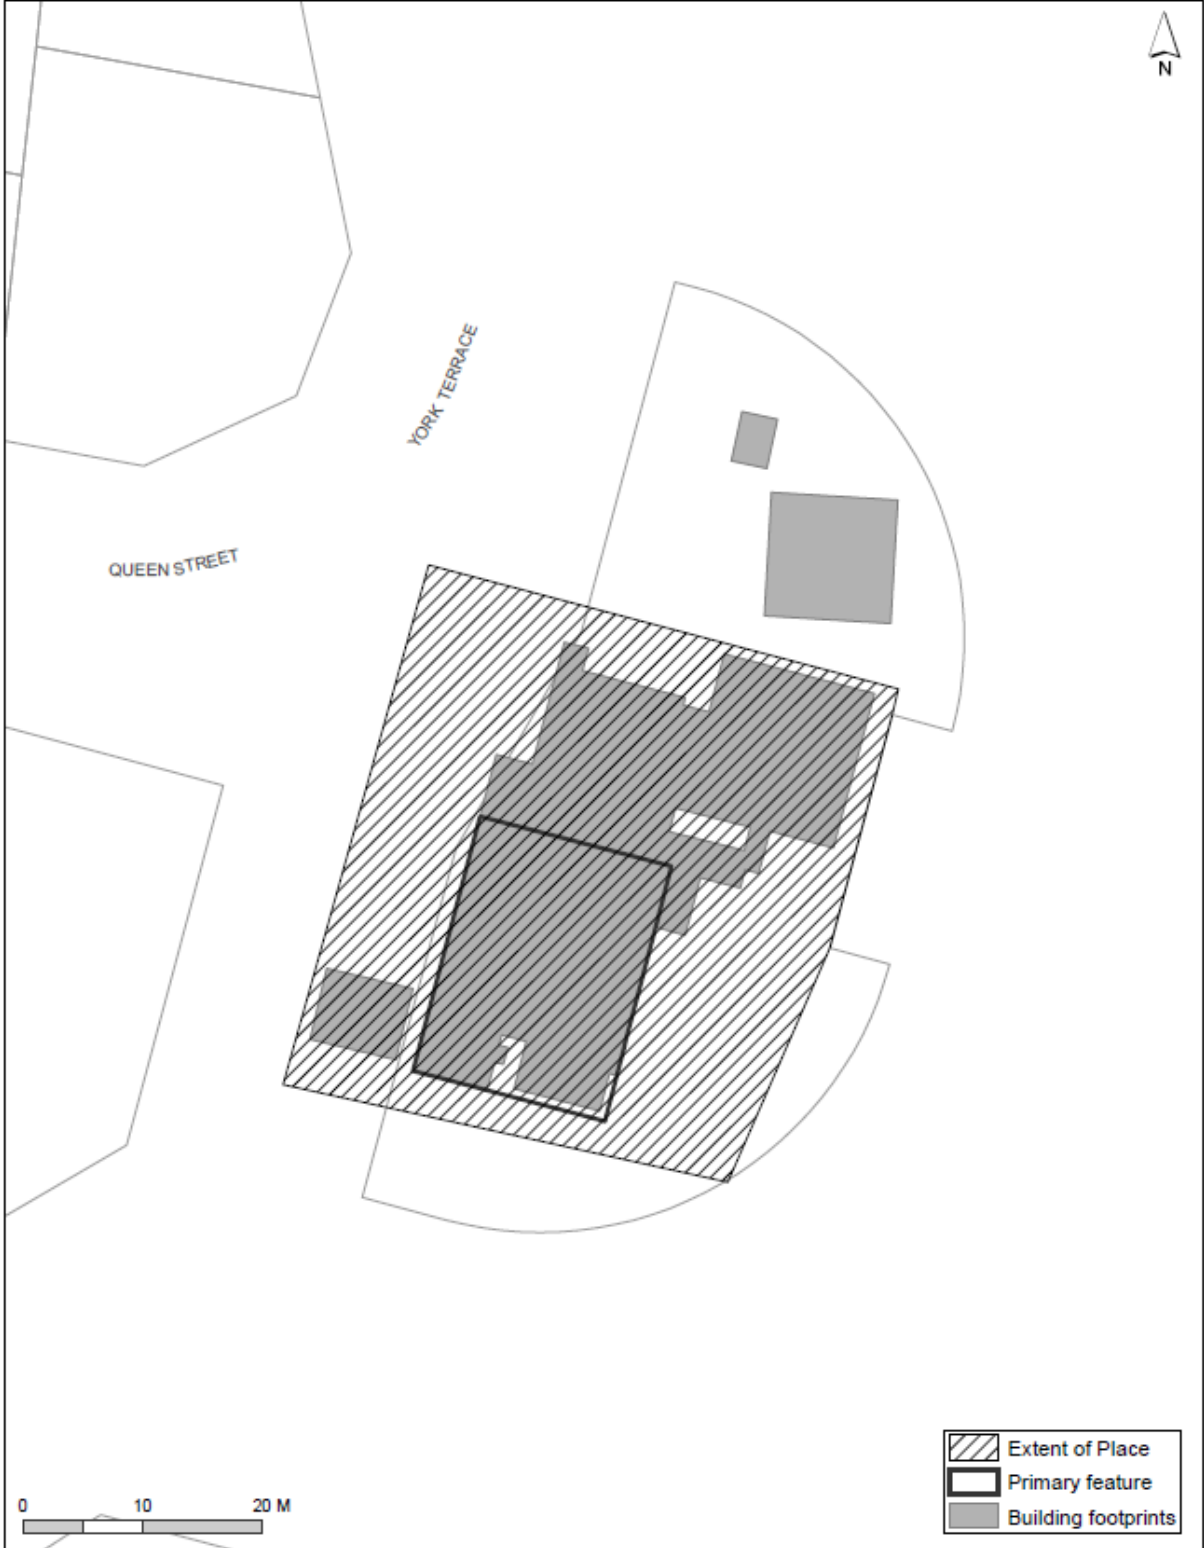 N
YORK TERRACE
QUEEN STREET
Extent of Place
Primary feature
Building footprints
0 10 20 M